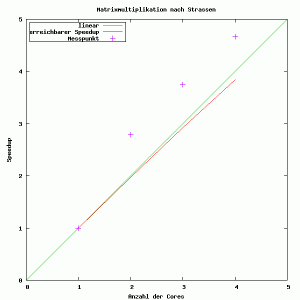 Matrixmultiplikation nach Strassen
linear
erreichbarer Speedup
Messpunkt
5
4
3
2
1
0
Speedup
0 1 2 3 4 5
Anzahl der Cores